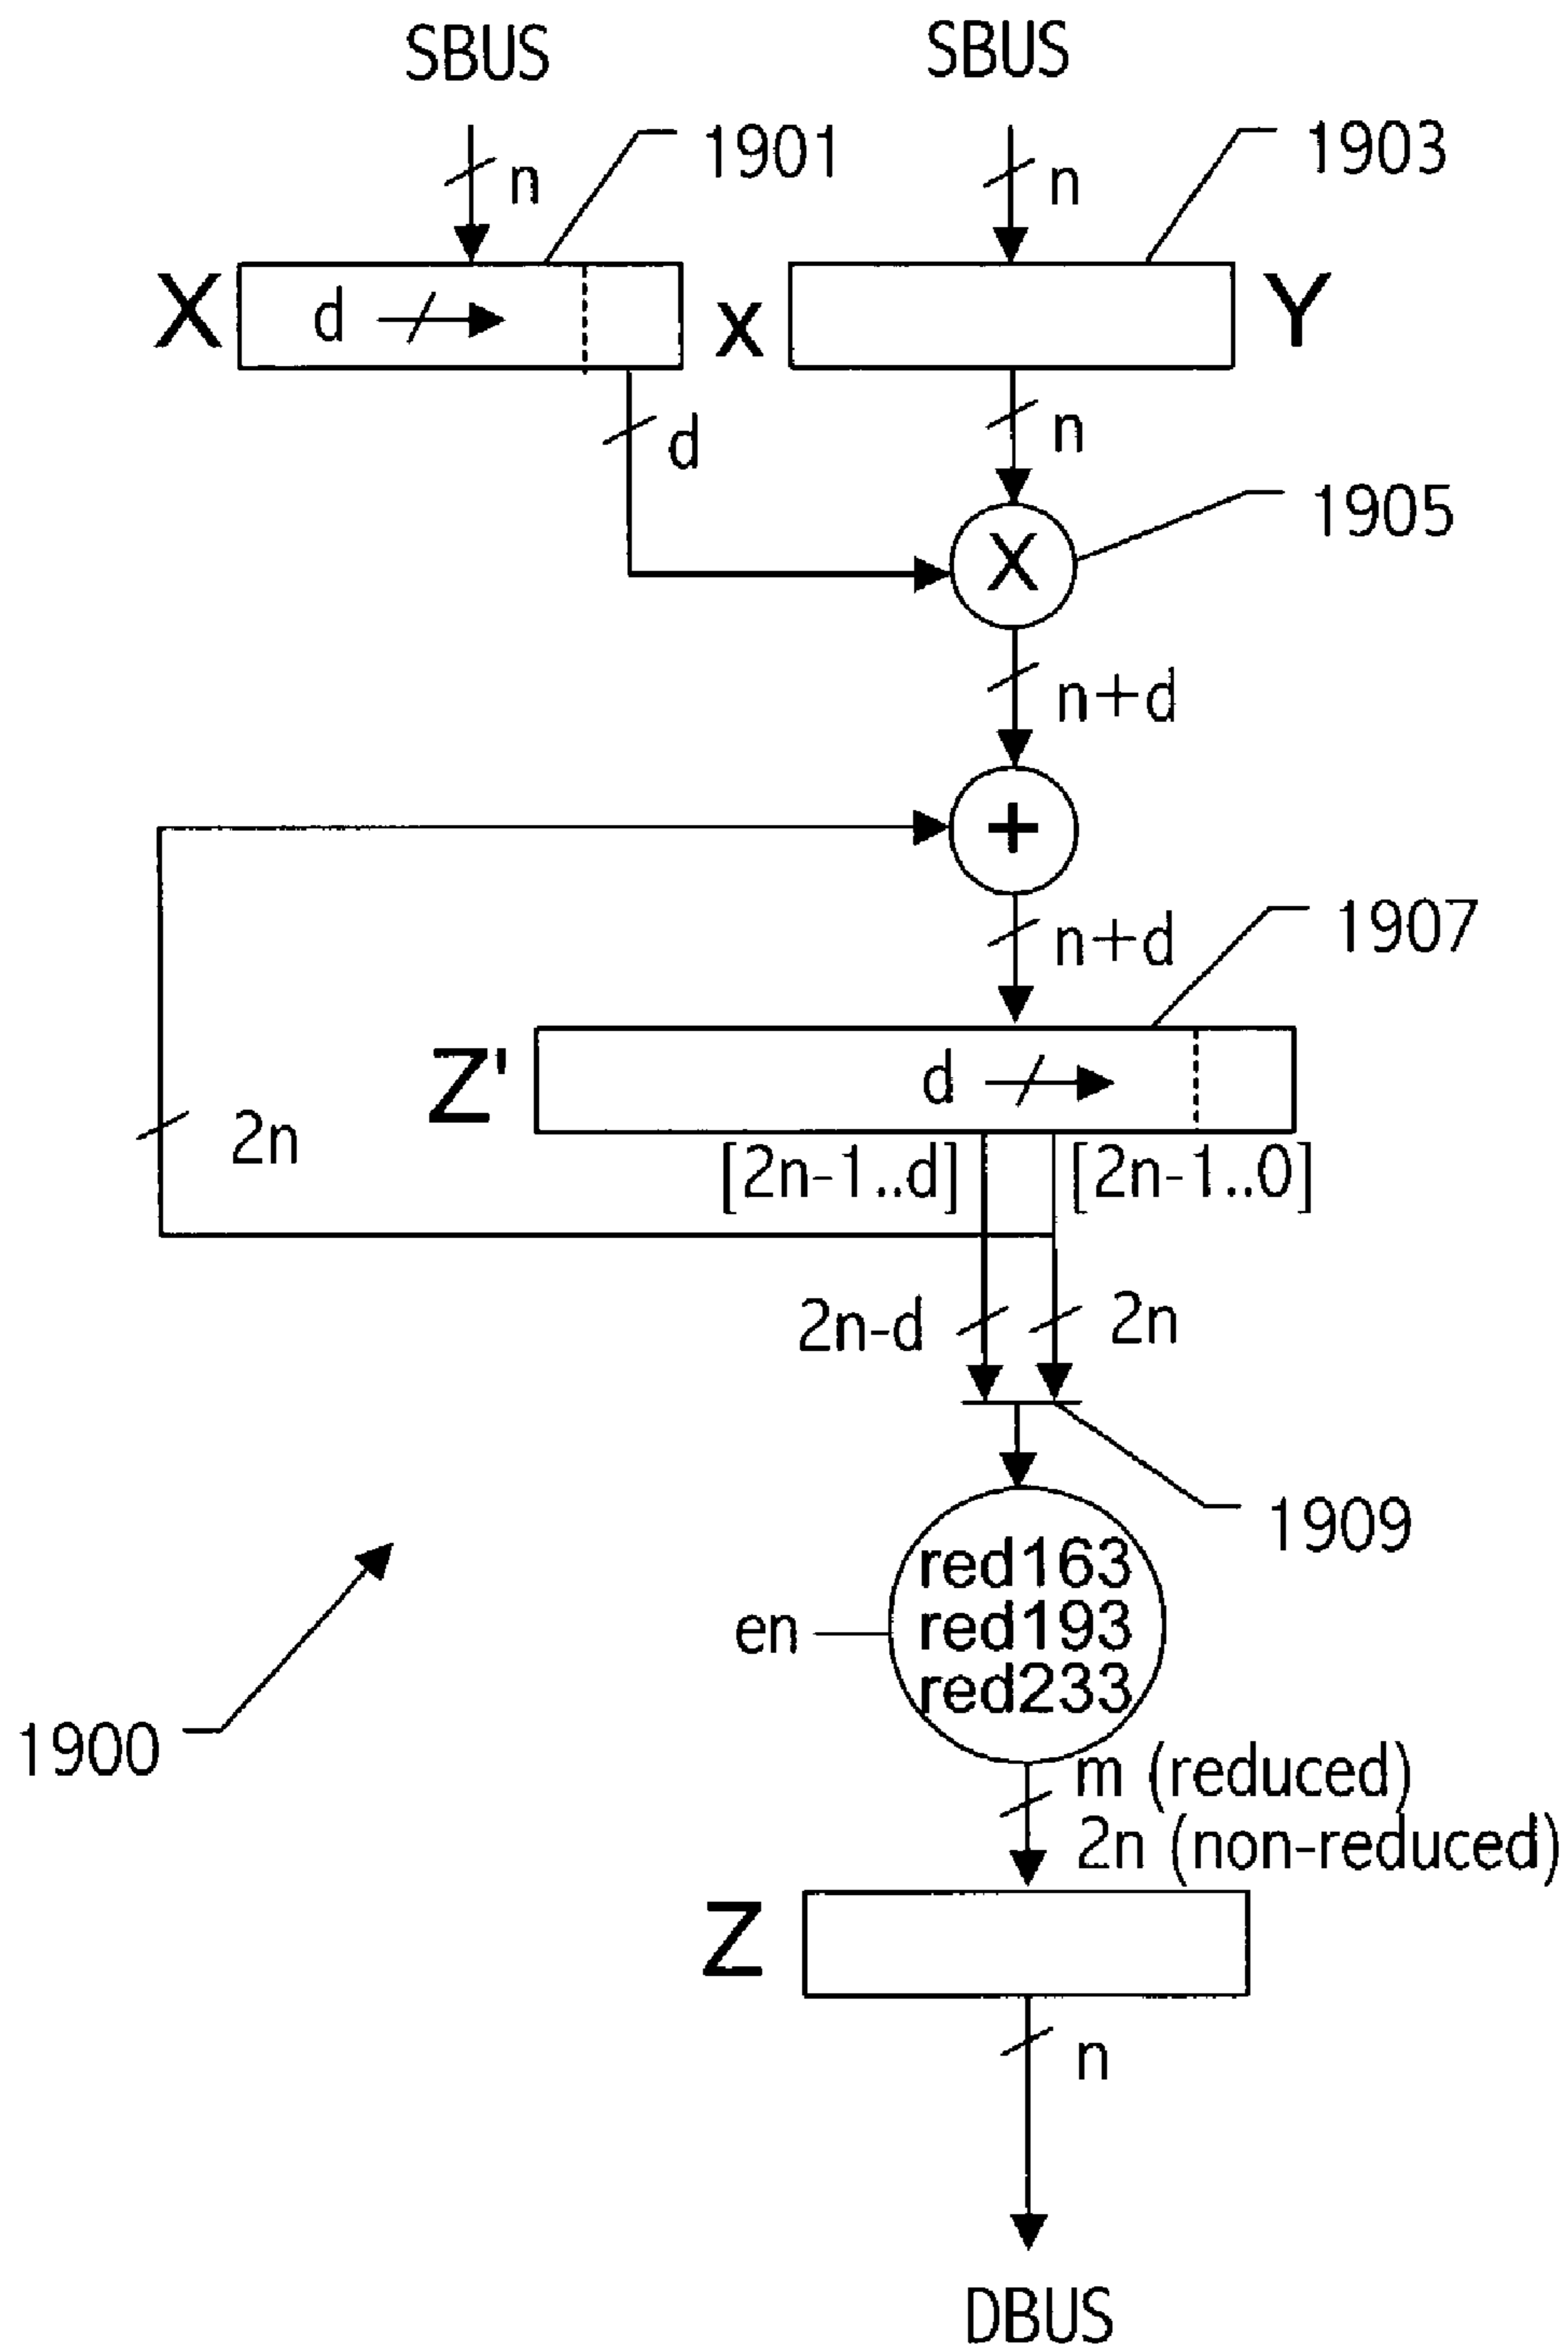 SBUS
SBUS
n
1901
n
1903
X
d
x
Y
d
n
X
1905
n+d
+
n+d
1907
Z'
d
2n
[2n-1..d]
[2n-1..0]
2n-d
2n
1909
red163
red193
red233
en
1900
m (reduced)
2n (non-reduced)
Z
n
DBUS